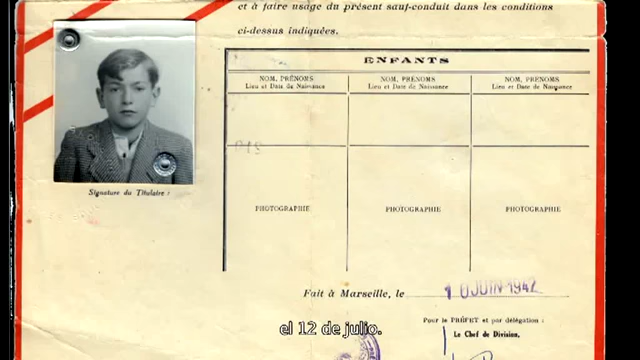 et à faire usage du présent sauf-conduit dans les conditions
ci-dessus indiquées.
ENFANTS
NOM, PRÉNOMS
Lieu et Date de Naissance
NOM, PRÉNOMS
Lieu et Date de Naissance
NOM, PRÉNOMS
Lieu et Date de Naissance
Signature du Titulaire :
PHOTOGRAPHIE
PHOTOGRAPHIE
PHOTOGRAPHIE
Fait à Marseille, le 10 JUIN 1942
el 12 de julio.
Pour le PRÉFET et par délégation :
Le Chef de Division,